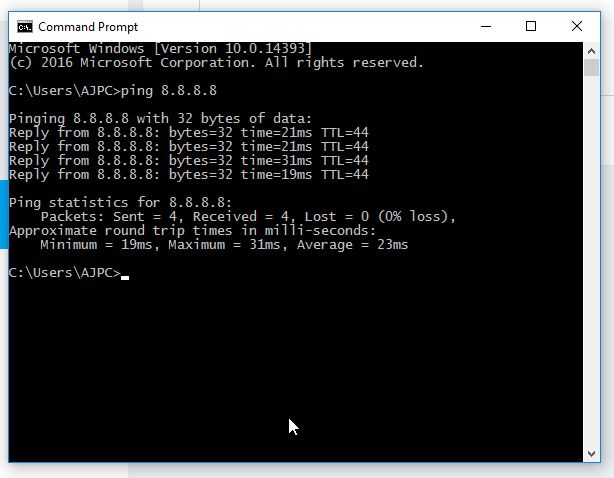 Command Prompt
Microsoft Windows [Version 10.0.14393]
(c) 2016 Microsoft Corporation. All rights reserved.
C:\Users\AJPC>ping 8.8.8.8
Pinging 8.8.8.8 with 32 bytes of data:
Reply from 8.8.8.8: bytes=32 time=21ms TTL=44
Reply from 8.8.8.8: bytes=32 time=21ms TTL=44
Reply from 8.8.8.8: bytes=32 time=31ms TTL=44
Reply from 8.8.8.8: bytes=32 time=19ms TTL=44
Ping statistics for 8.8.8.8:
    Packets: Sent = 4, Received = 4, Lost = 0 (0% loss),
Approximate round trip times in milli-seconds:
    Minimum = 19ms, Maximum = 31ms, Average = 23ms
C:\Users\AJPC>